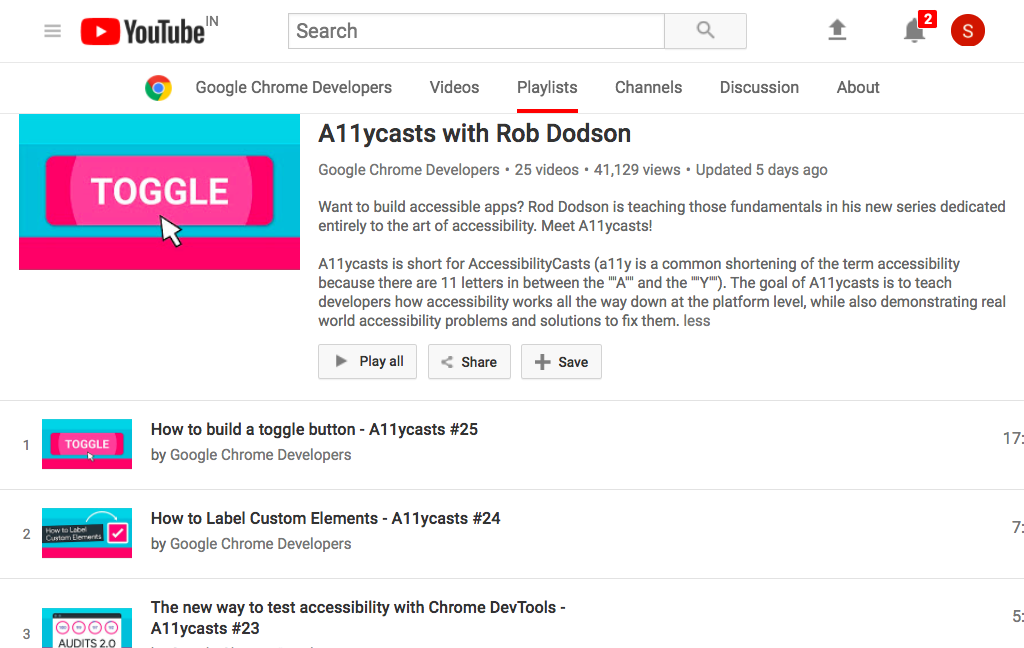 YouTube IN
Search
2
S
Google Chrome Developers Videos Playlists Channels Discussion About
TOGGLE
A11ycasts with Rob Dodson
Google Chrome Developers • 25 videos • 41,129 views • Updated 5 days ago
Want to build accessible apps? Rod Dodson is teaching those fundamentals in his new series dedicated
entirely to the art of accessibility. Meet A11ycasts!
A11ycasts is short for AccessibilityCasts (a11y is a common shortening of the term accessibility
because there are 11 letters in between the ""A"" and the ""Y""). The goal of A11ycasts is to teach
developers how accessibility works all the way down at the platform level, while also demonstrating real
world accessibility problems and solutions to fix them. less
Play all Share Save
1
TOGGLE
How to build a toggle button - A11ycasts #25
by Google Chrome Developers
17:
2
How to Label
Custom Elements
How to Label Custom Elements - A11ycasts #24
by Google Chrome Developers
7:
3
AUDITS 2.0
The new way to test accessibility with Chrome DevTools -
A11ycasts #23
5: